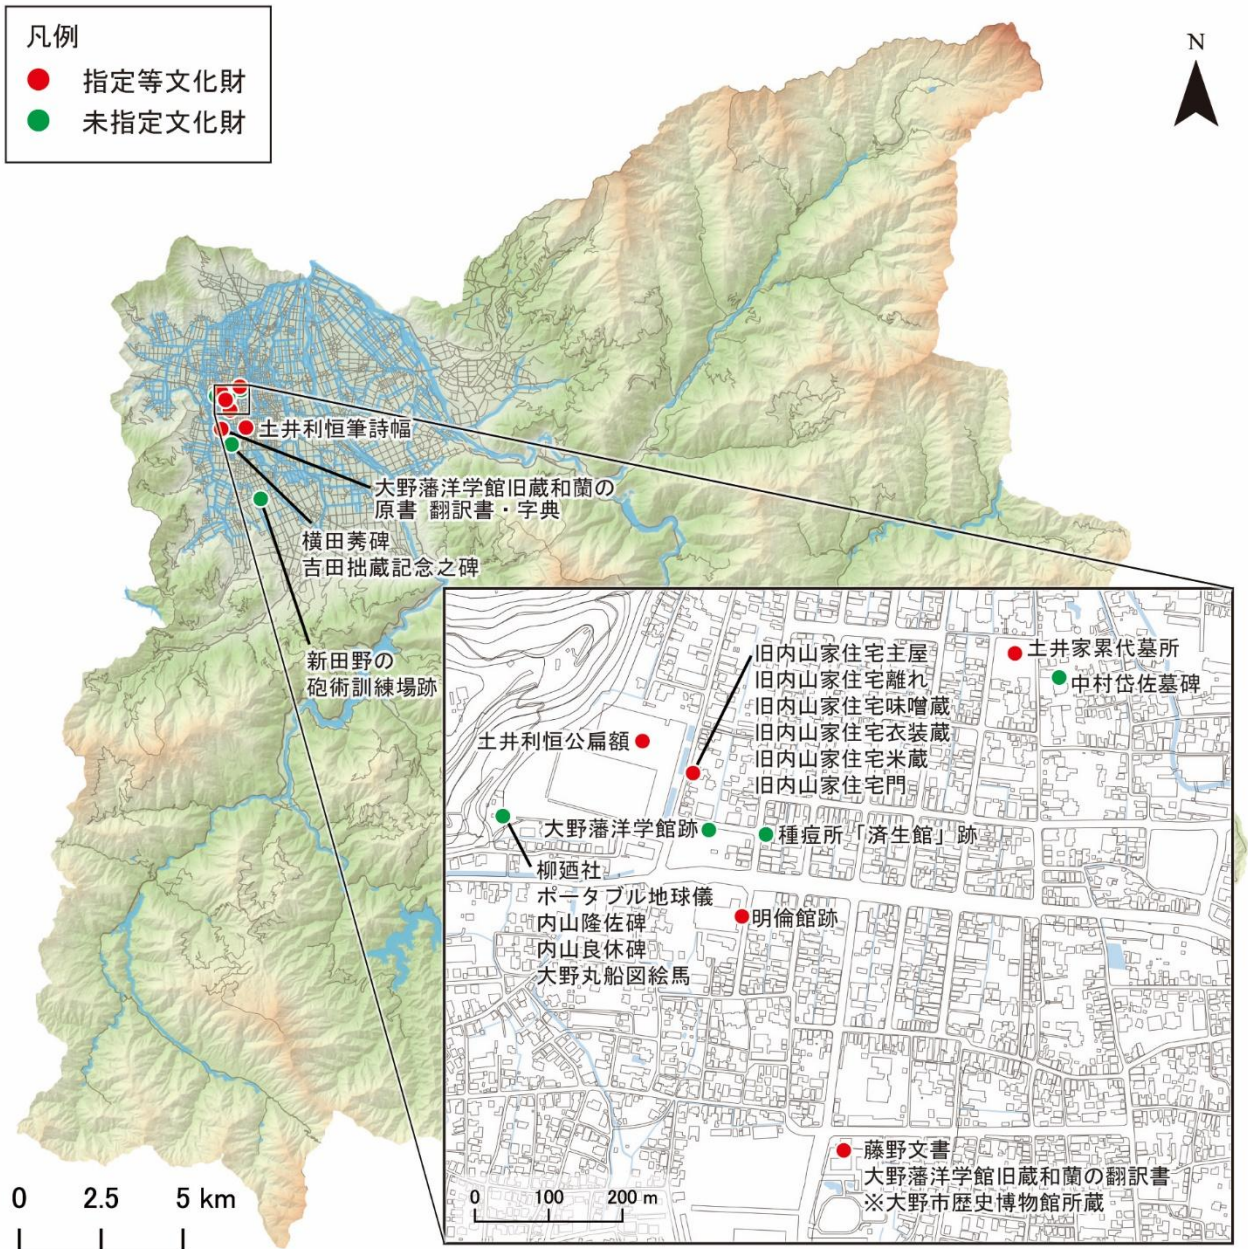 凡例
指定等文化財
未指定文化財
N
土井利恒筆詩幅
大野藩洋学館旧蔵和蘭の
原書 翻訳書・字典
横田莠碑
吉田拙蔵記念之碑
新田野の
砲術訓練場跡
旧内山家住宅主屋
旧内山家住宅離れ
旧内山家住宅味噌蔵
旧内山家住宅衣装蔵
旧内山家住宅米蔵
旧内山家住宅門
土井家累代墓所
中村岱佐墓碑
土井利恒公扁額
大野藩洋学館跡
種痘所「済生館」跡
柳廼社
ポータブル地球儀
内山隆佐碑
内山良休碑
大野丸船図絵馬
明倫館跡
藤野文書
大野藩洋学館旧蔵和蘭の翻訳書
※大野市歴史博物館所蔵
0 100 200 m
0 2.5 5 km